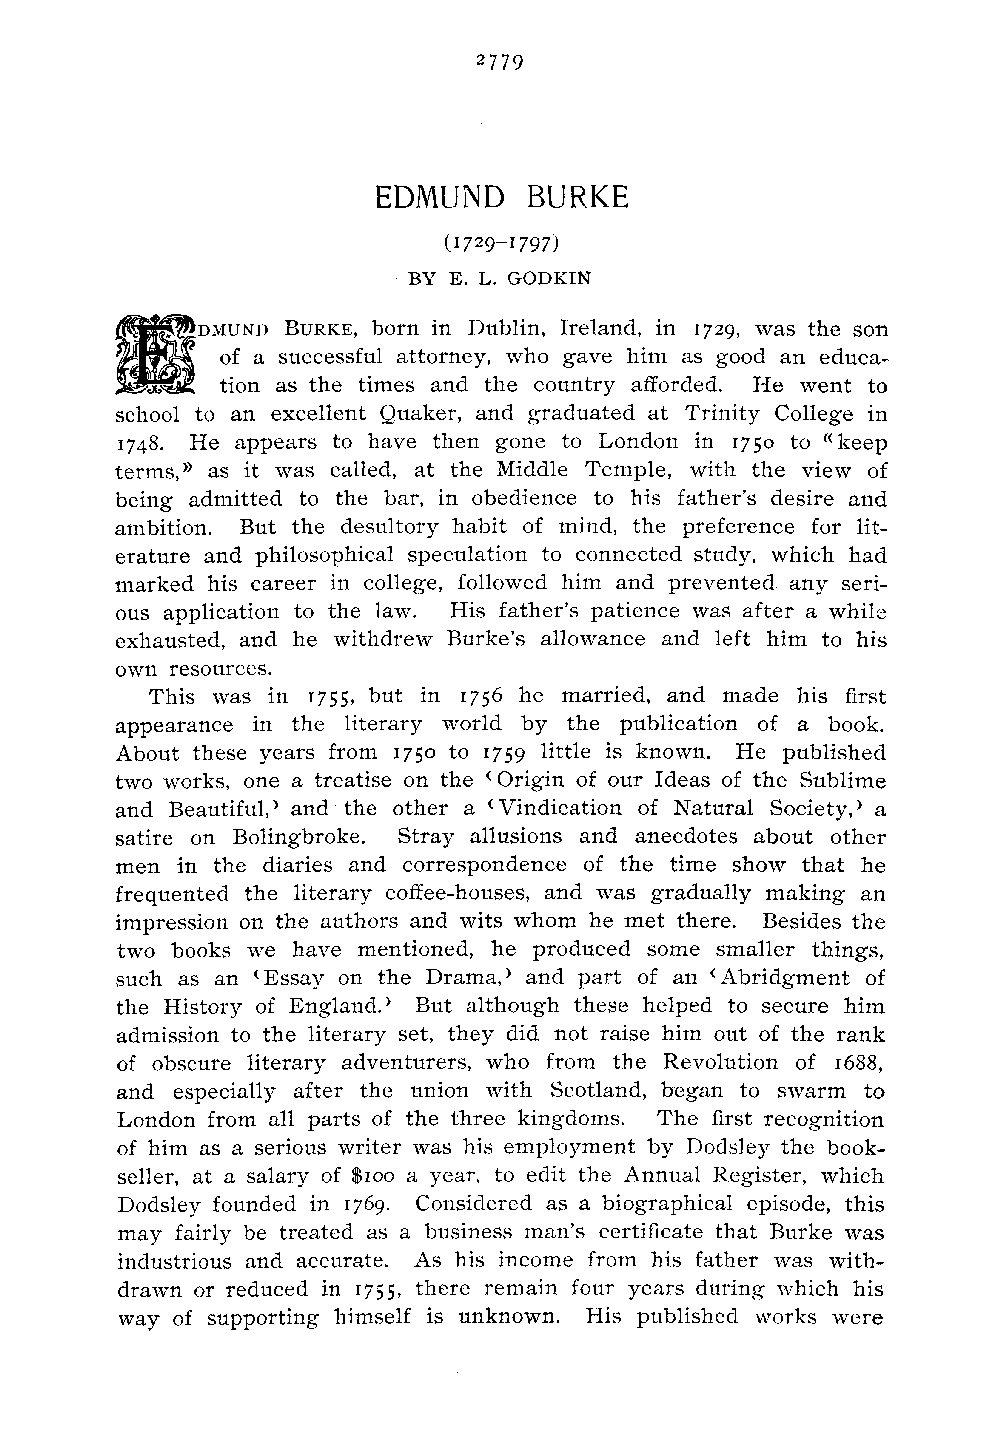 2779
EDMUND BURKE
(1729–1797)
BY E. L. GODKIN
EDMUND BURKE, born in Dublin, Ireland, in 1729, was the son
of a successful attorney, who gave him as good an educa-
tion as the times and the country afforded. He went to
school to an excellent Quaker, and graduated at Trinity College in
1748. He appears to have then gone to London in 1750 to «keep
terms,» as it was called, at the Middle Temple, with the view of
being admitted to the bar, in obedience to his father's desire and
ambition. But the desultory habit of mind, the preference for lit-
erature and philosophical speculation to connected study, which had
marked his career in college, followed him and prevented any seri-
ous application to the law. His father's patience was after a while
exhausted, and he withdrew Burke's allowance and left him to his
own resources.
This was in 1755, but in 1756 he married, and made his first
appearance in the literary world by the publication of a book.
About these years from 1750 to 1759 little is known. He published
two works, one a treatise on the ‹Origin of our Ideas of the Sublime
and Beautiful,› and the other a ‹Vindication of Natural Society,› a
satire on Bolingbroke. Stray allusions and anecdotes about other
men in the diaries and correspondence of the time show that he
frequented the literary coffee-houses, and was gradually making an
impression on the authors and wits whom he met there. Besides the
two books we have mentioned, he produced some smaller things,
such as an ‹Essay on the Drama,› and part of an ‹Abridgment of
the History of England.› But although these helped to secure him
admission to the literary set, they did not raise him out of the rank
of obscure literary adventurers, who from the Revolution of 1688,
and especially after the union with Scotland, began to swarm to
London from all parts of the three kingdoms. The first recognition
of him as a serious writer was his employment by Dodsley the book-
seller, at a salary of $100 a year, to edit the Annual Register, which
Dodsley founded in 1769. Considered as a biographical episode, this
may fairly be treated as a business man's certificate that Burke was
industrious and accurate. As his income from his father was with-
drawn or reduced in 1755, there remain four years during which his
way of supporting himself is unknown. His published works were